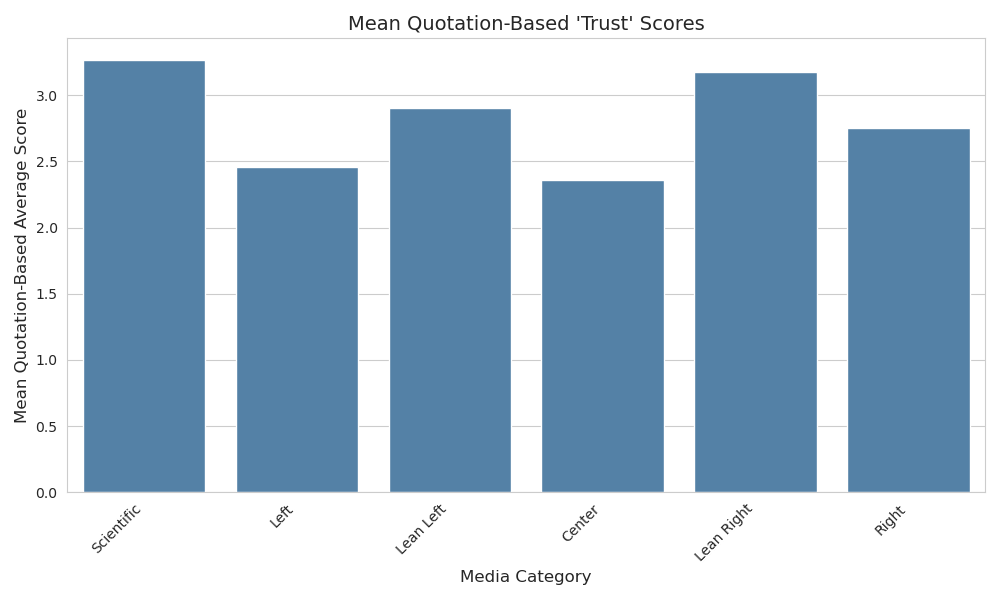 Mean Quotation-Based 'Trust' Scores
Mean Quotation-Based Average Score
3.0
2.5
2.0
1.5
1.0
0.5
0.0
Scientific
Left
Lean Left
Center
Lean Right
Right
Media Category